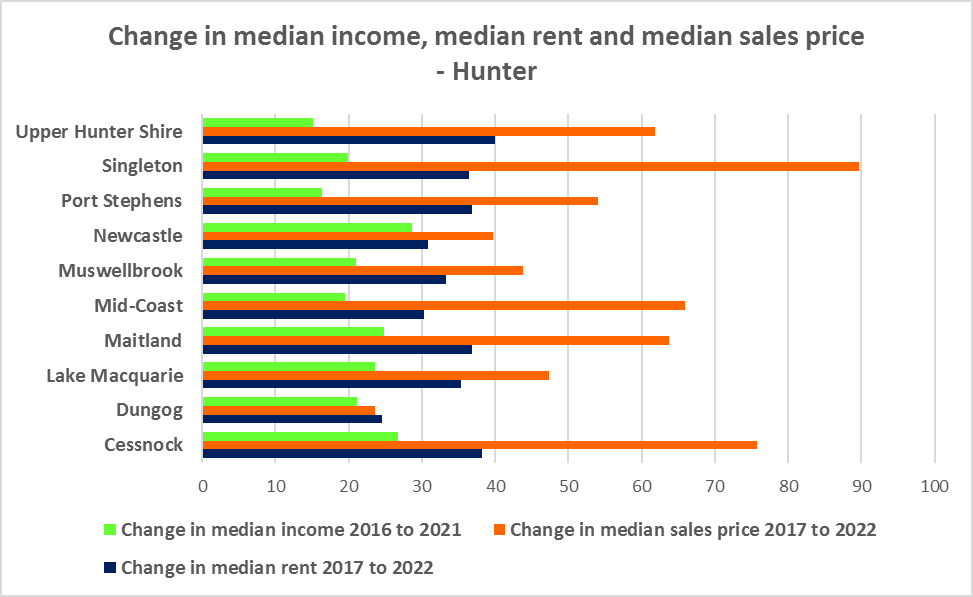 Change in median income, median rent and median sales price
- Hunter
Upper Hunter Shire
Singleton
Port Stephens
Newcastle
Muswellbrook
Mid-Coast
Maitland
Lake Macquarie
Dungog
Cessnock
0 10 20 30 40 50 60 70 80 90 100
Change in median income 2016 to 2021 Change in median sales price 2017 to 2022
Change in median rent 2017 to 2022